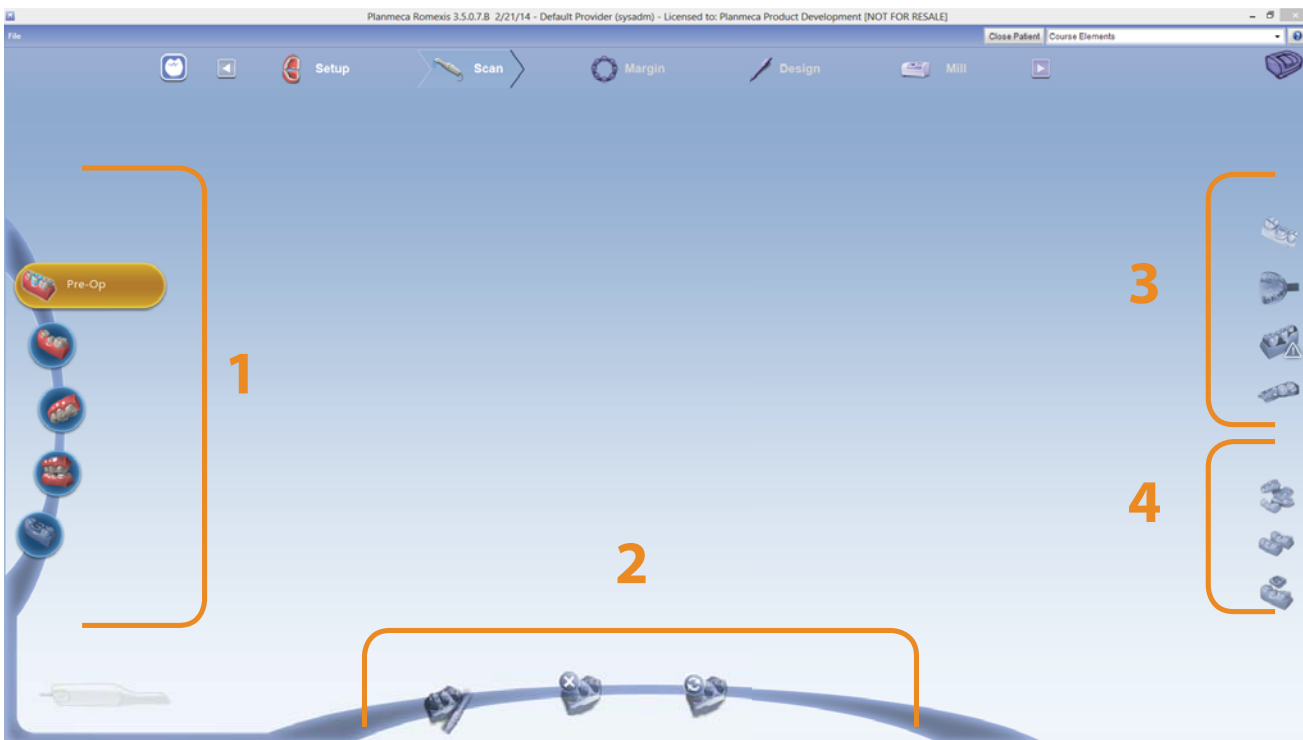 Planmeca Romexis 3.5.0.7.B 2/21/14 - Default Provider (sysadm) - Licensed to: Planmeca Product Development [NOT FOR RESALE]
File
Close Patient Course Elements
Setup Scan Margin Design Mill
3
Pre-Op
1
4
2